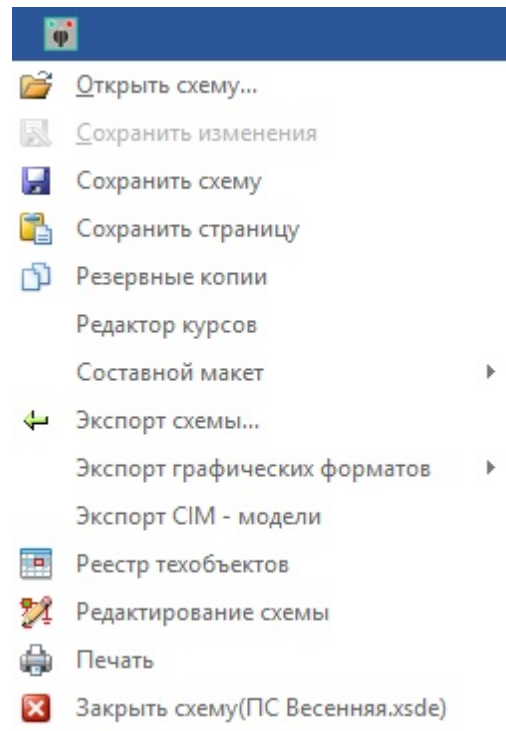 Открыть схему...
Сохранить изменения
Сохранить схему
Сохранить страницу
Резервные копии
Редактор курсов
Составной макет
Экспорт схемы...
Экспорт графических форматов
Экспорт CIM - модели
Реестр техобъектов
Редактирование схемы
Печать
Закрыть схему(ПС Весенняя.xsde)